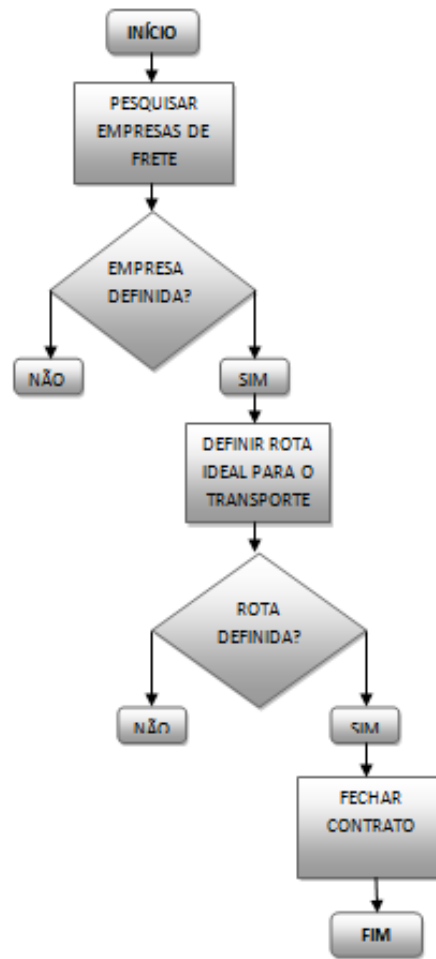 INÍCIO
PESQUISAR
EMPRESAS DE
FRETE
EMPRESA
DEFINIDA?
NÃO
SIM
DEFINIR ROTA
IDEAL PARA O
TRANSPORTE
ROTA
DEFINIDA?
NÃO
SIM
FECHAR
CONTRATO
FIM